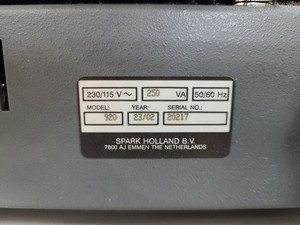 230/115 V~ 250 VA 50/60 Hz
MODEL: YEAR: SERIAL NO.:
920 23/02 20217
SPARK HOLLAND B.V.
7800 AJ EMMEN THE NETHERLANDS